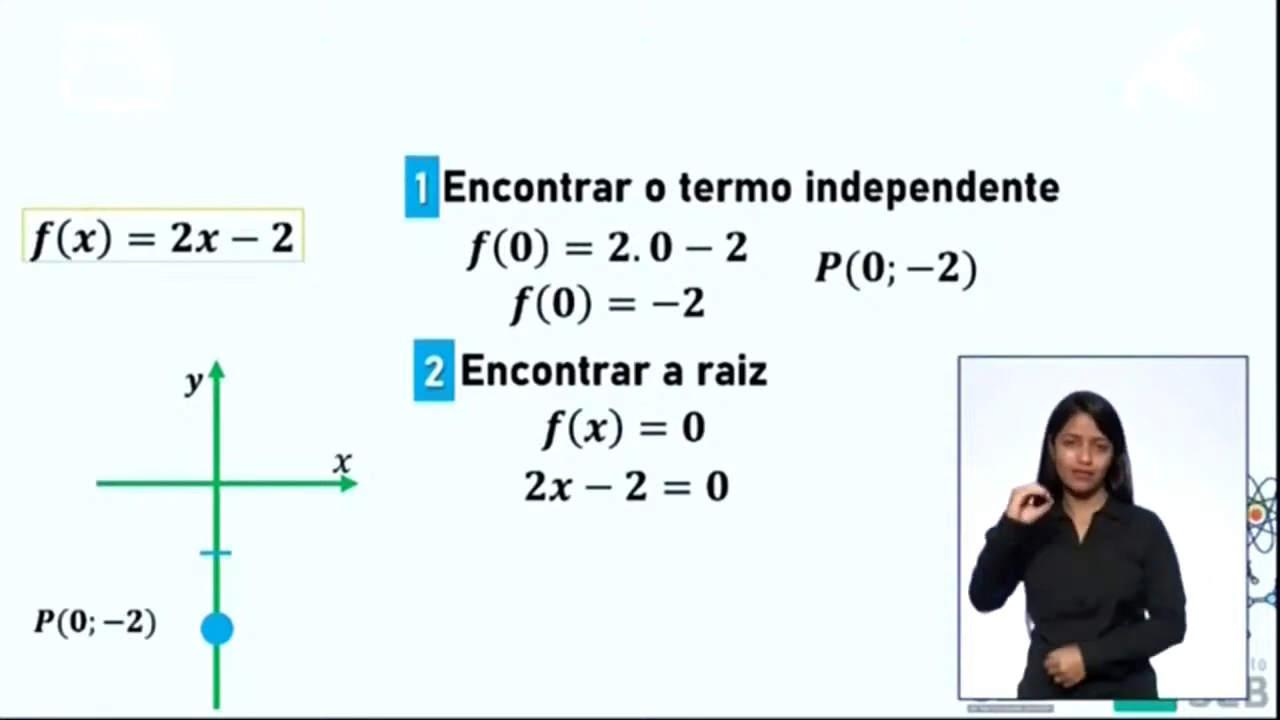 f(x) = 2x − 2
1 Encontrar o termo independente
f(0) = 2.0 − 2
P(0; −2)
f(0) = −2
2 Encontrar a raiz
f(x) = 0
2x − 2 = 0
y
x
P(0; −2)